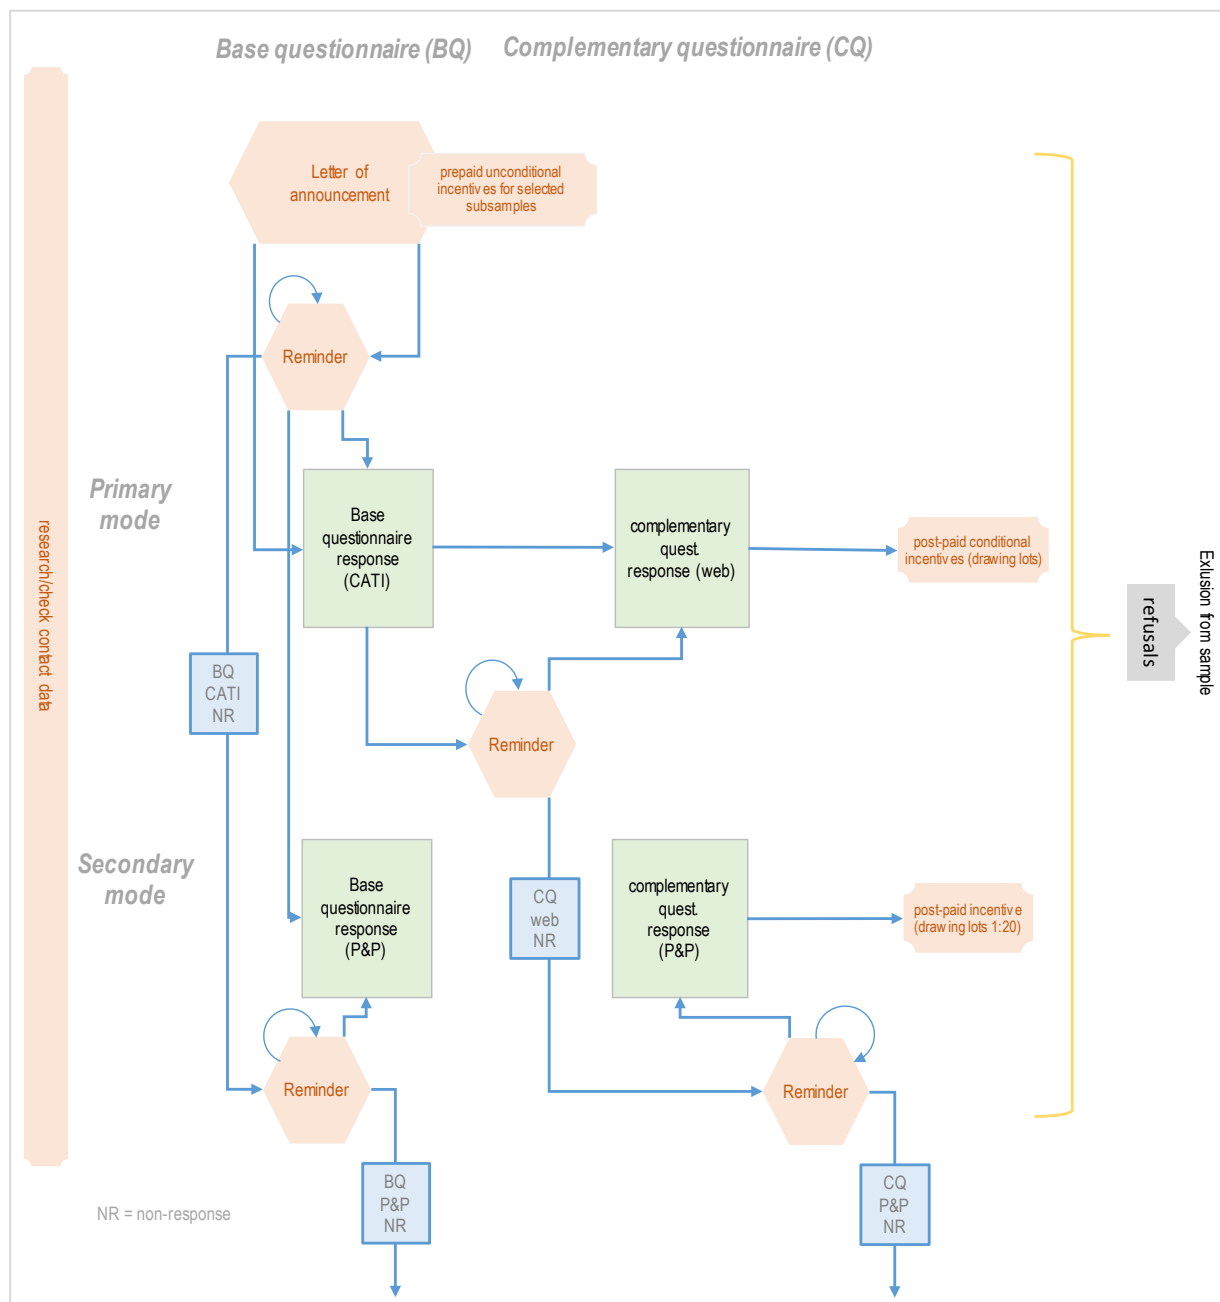 Base questionnaire (BQ)
Complementary questionnaire (CQ)
Letter of
announcement
prepaid unconditional
incentives for selected
subsamples
Reminder
Primary
mode
Base
questionnaire
response
(CATI)
complementary
quest.
response (web)
post-paid conditional
incentives (drawing lots)
research/check contact data
BQ
CATI
NR
Reminder
refusals
Exlusion from sample
Secondary
mode
Base
questionnaire
response
(P&P)
CQ
web
NR
complementary
quest.
response
(P&P)
post-paid incentive
(drawing lots 1:20)
Reminder
Reminder
BQ
P&P
NR
CQ
P&P
NR
NR = non-response